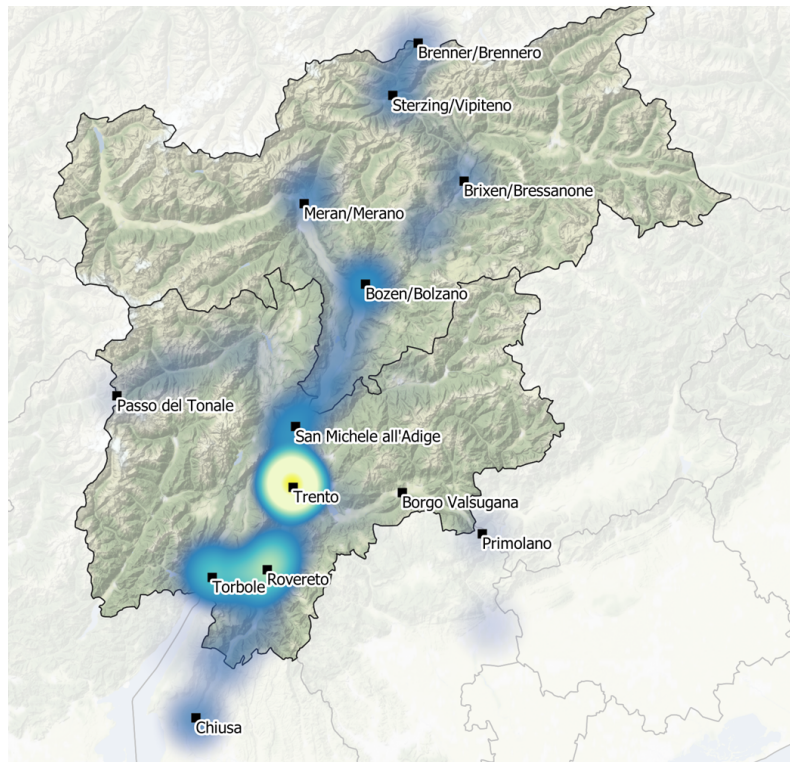 Brenner/Brennero
Sterzing/Vipiteno
Brixen/Bressanone
Meran/Merano
Bozen/Bolzano
Passo del Tonale
San Michele all'Adige
Trento
Borgo Valsugana
Primolano
Rovereto
Torbole
Chiusa